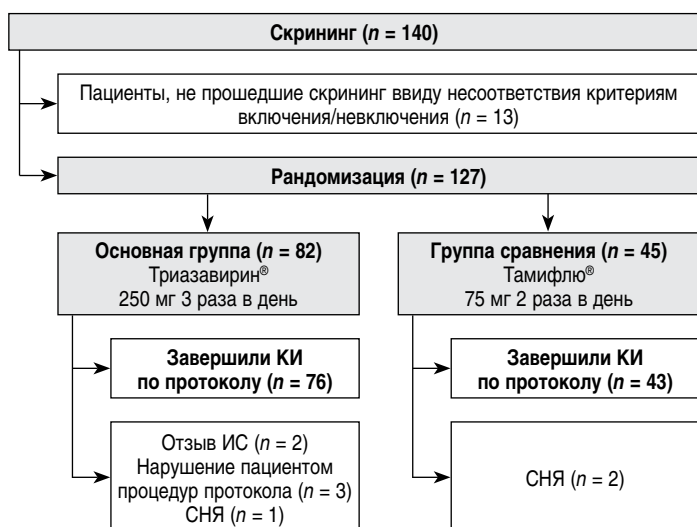 Скрининг (n = 140)
Пациенты, не прошедшие скрининг ввиду несоответствия критериям
включения/невключения (n = 13)
Рандомизация (n = 127)
Основная группа (n = 82)
Триазавирин®
250 мг 3 раза в день
Группа сравнения (n = 45)
Тамифлю®
75 мг 2 раза в день
Завершили КИ
по протоколу (n = 76)
Завершили КИ
по протоколу (n = 43)
Отзыв ИС (n = 2)
Нарушение пациентом
процедур протокола (n = 3)
СНЯ (n = 1)
СНЯ (n = 2)